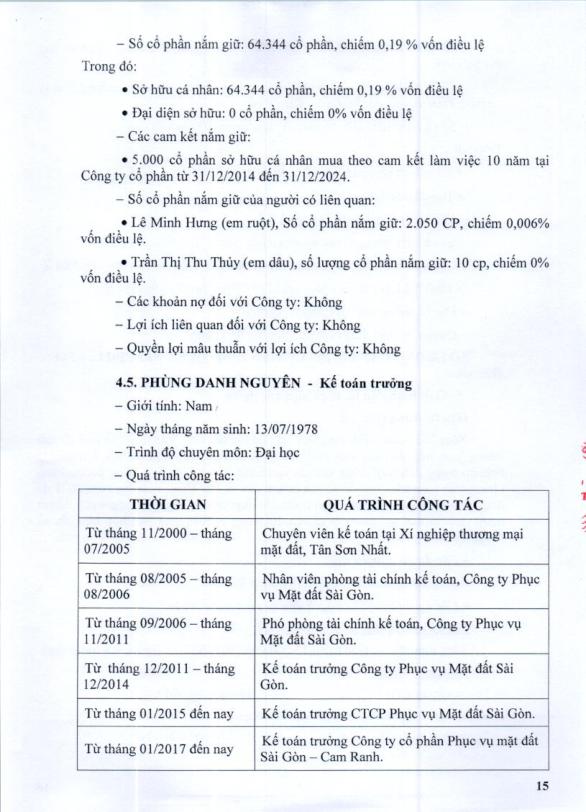 – Số cổ phần nắm giữ: 64.344 cổ phần, chiếm 0,19 % vốn điều lệ
Trong đó:
• Sở hữu cá nhân: 64.344 cổ phần, chiếm 0,19 % vốn điều lệ
• Đại diện sở hữu: 0 cổ phần, chiếm 0% vốn điều lệ
– Các cam kết nắm giữ:
• 5.000 cổ phần sở hữu cá nhân mua theo cam kết làm việc 10 năm tại
Công ty cổ phần từ 31/12/2014 đến 31/12/2024.
– Số cổ phần nắm giữ của người có liên quan:
• Lê Minh Hưng (em ruột), Số cổ phần nắm giữ: 2.050 CP, chiếm 0,006%
vốn điều lệ.
• Trần Thị Thu Thủy (em dâu), số lượng cổ phần nắm giữ: 10 cp, chiếm 0%
vốn điều lệ.
– Các khoản nợ đối với Công ty: Không
– Lợi ích liên quan đối với Công ty: Không
– Quyền lợi mâu thuẫn với lợi ích Công ty: Không
4.5. PHÙNG DANH NGUYÊN - Kế toán trưởng
– Giới tính: Nam
– Ngày tháng năm sinh: 13/07/1978
– Trình độ chuyên môn: Đại học
– Quá trình công tác:
THỜI GIAN QUÁ TRÌNH CÔNG TÁC
Từ tháng 11/2000 – tháng
07/2005
Chuyên viên kế toán tại Xí nghiệp thương mại
mặt đất, Tân Sơn Nhất.
Từ tháng 08/2005 – tháng
08/2006
Nhân viên phòng tài chính kế toán, Công ty Phục
vụ Mặt đất Sài Gòn.
Từ tháng 09/2006 – tháng
11/2011
Phó phòng tài chính kế toán, Công ty Phục vụ
Mặt đất Sài Gòn.
Từ tháng 12/2011 – tháng
12/2014
Kế toán trưởng Công ty Phục vụ Mặt đất Sài
Gòn.
Từ tháng 01/2015 đến nay
Kế toán trưởng CTCP Phục vụ Mặt đất Sài Gòn.
Từ tháng 01/2017 đến nay
Kế toán trưởng Công ty cổ phần Phục vụ mặt đất
Sài Gòn – Cam Ranh.
15